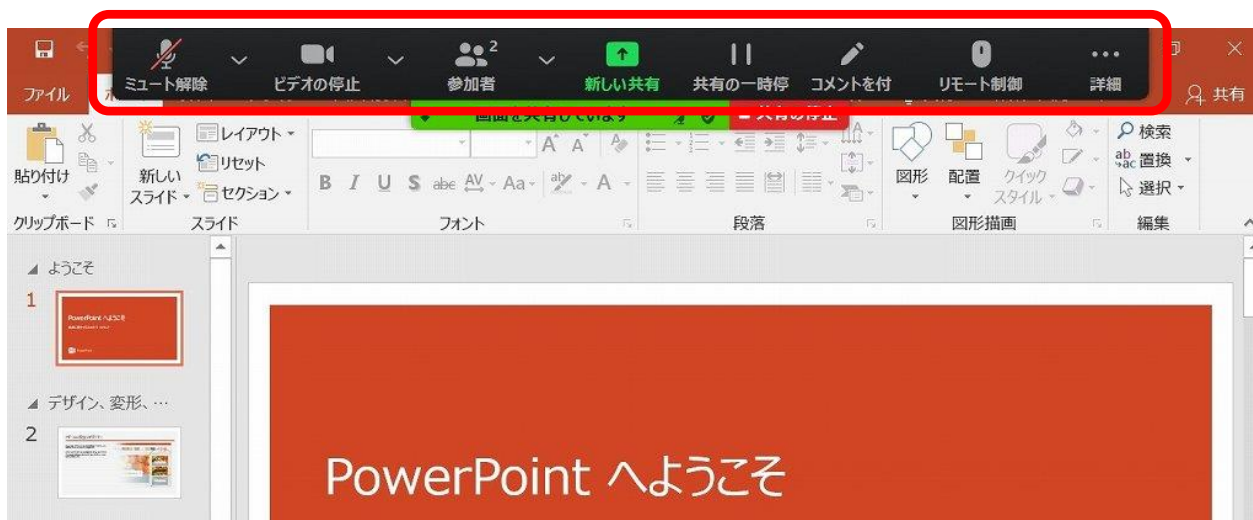 ミュート解除 ビデオの停止 参加者 2 新しい共有 共有の一時停 コメントを付 リモート制御 詳細
ファイル 共有
画面を共有しています 共有の停止
貼り付け 新しい スライド レイアウト リセット セクション
B I U S abc AV Aa A A A 図形 配置 クイック スタイル 検索 置換 選択
クリップボード スライド フォント 段落 図形描画 編集
ようこそ
1
PowerPoint へようこそ
デザイン、変形、…
2
PowerPoint へようこそ